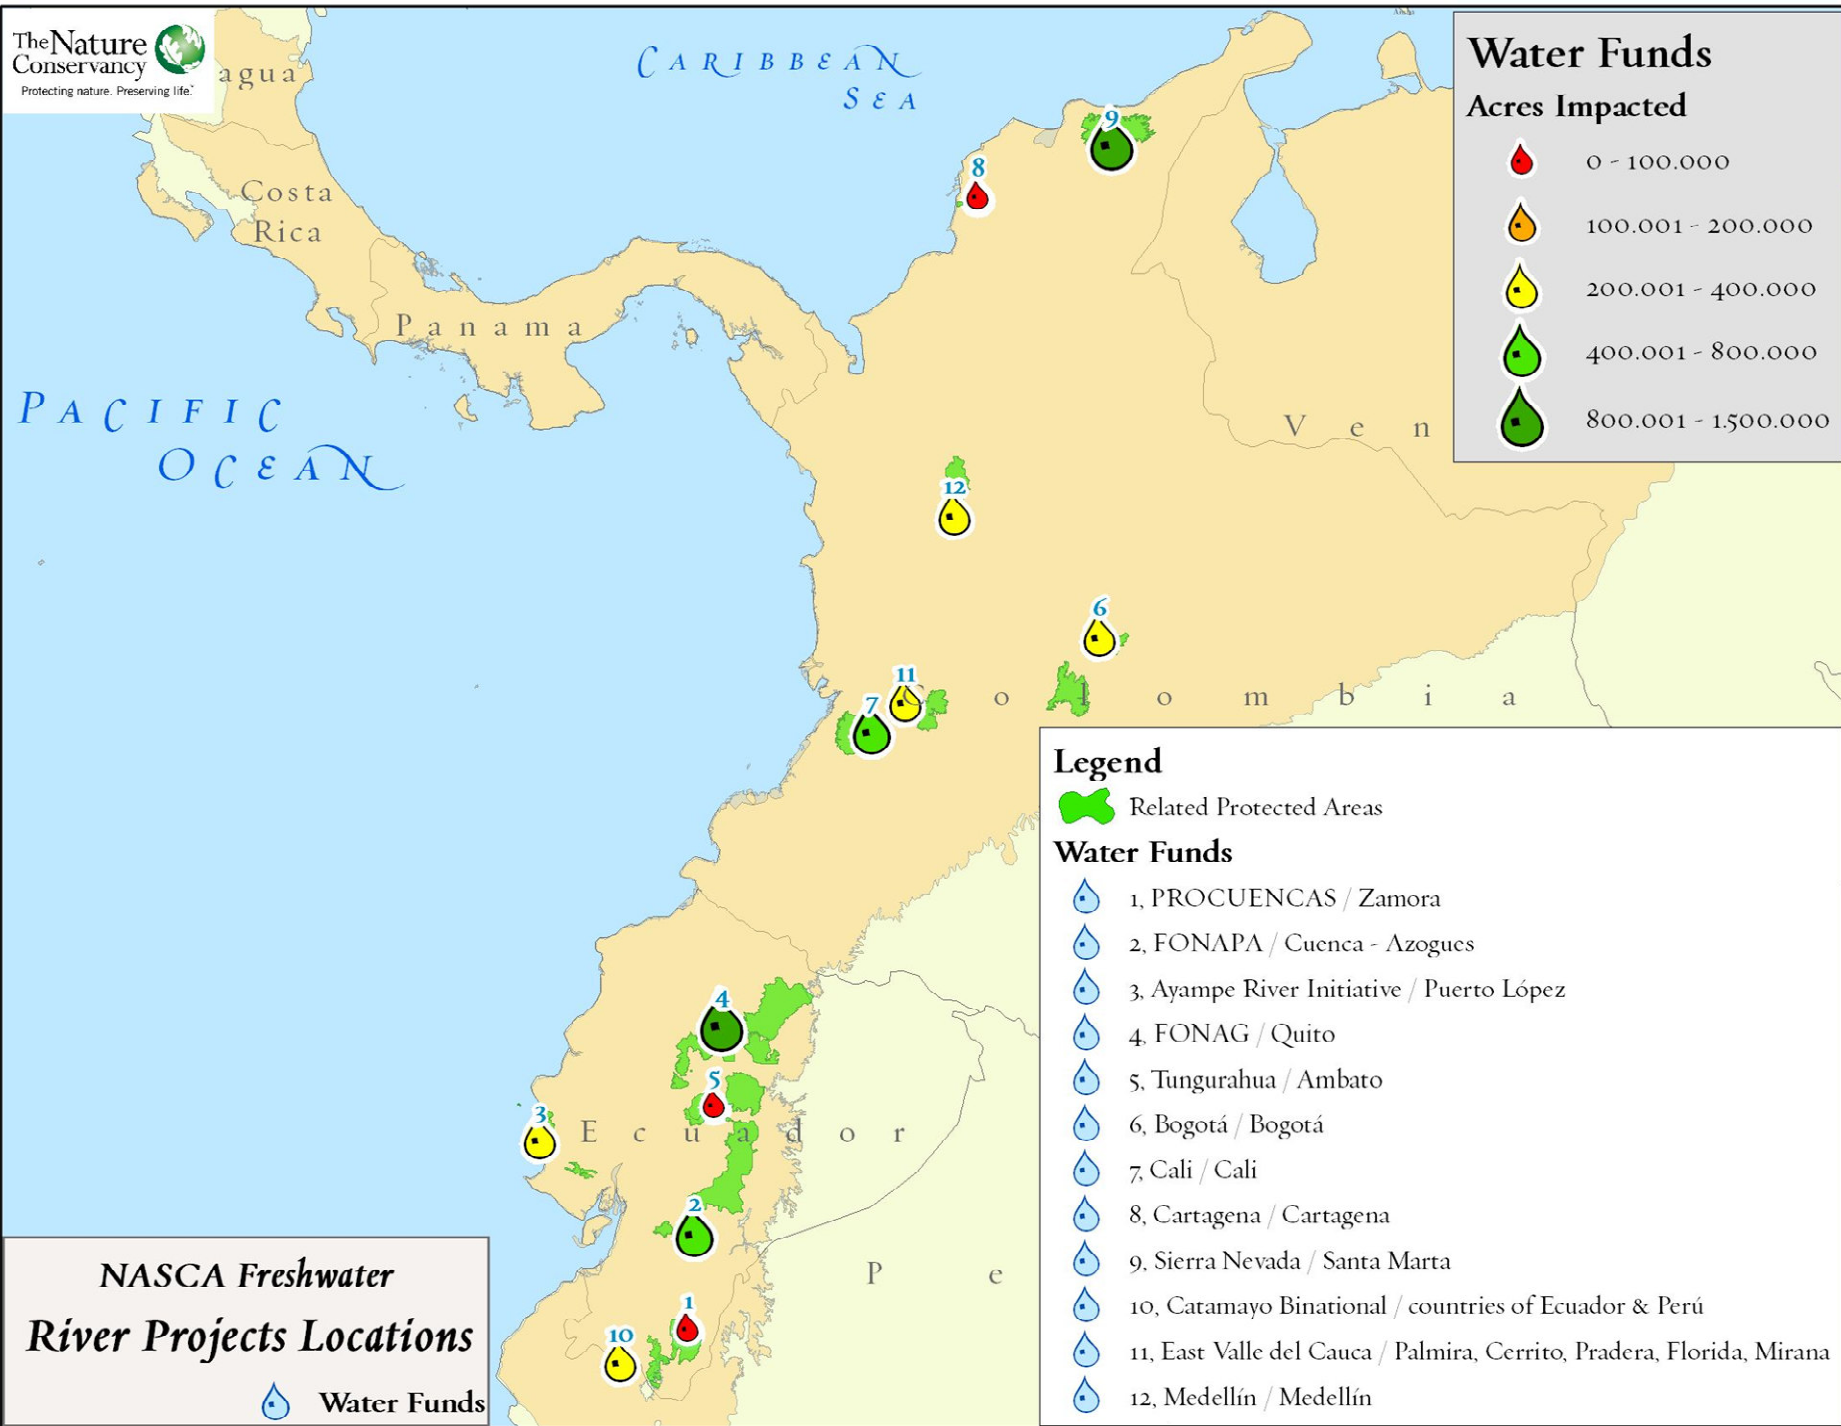 The Nature
Conservancy
Protecting nature. Preserving life.
agua
CARIBBEAN
SEA
Costa
Rica
Panama
PACIFIC
OCEAN
Ven
Colombia
Ecuador
Pe
9
8
12
6
11
7
4
5
3
2
1
10
Water Funds
Acres Impacted
0 - 100.000
100.001 - 200.000
200.001 - 400.000
400.001 - 800.000
800.001 - 1.500.000
Legend
Related Protected Areas
Water Funds
1, PROCUENCAS / Zamora
2, FONAPA / Cuenca - Azogues
3, Ayampe River Initiative / Puerto López
4, FONAG / Quito
5, Tungurahua / Ambato
6, Bogotá / Bogotá
7, Cali / Cali
8, Cartagena / Cartagena
9, Sierra Nevada / Santa Marta
10, Catamayo Binational / countries of Ecuador & Perú
11, East Valle del Cauca / Palmira, Cerrito, Pradera, Florida, Mirana
12, Medellín / Medellín
NASCA Freshwater
River Projects Locations
Water Funds